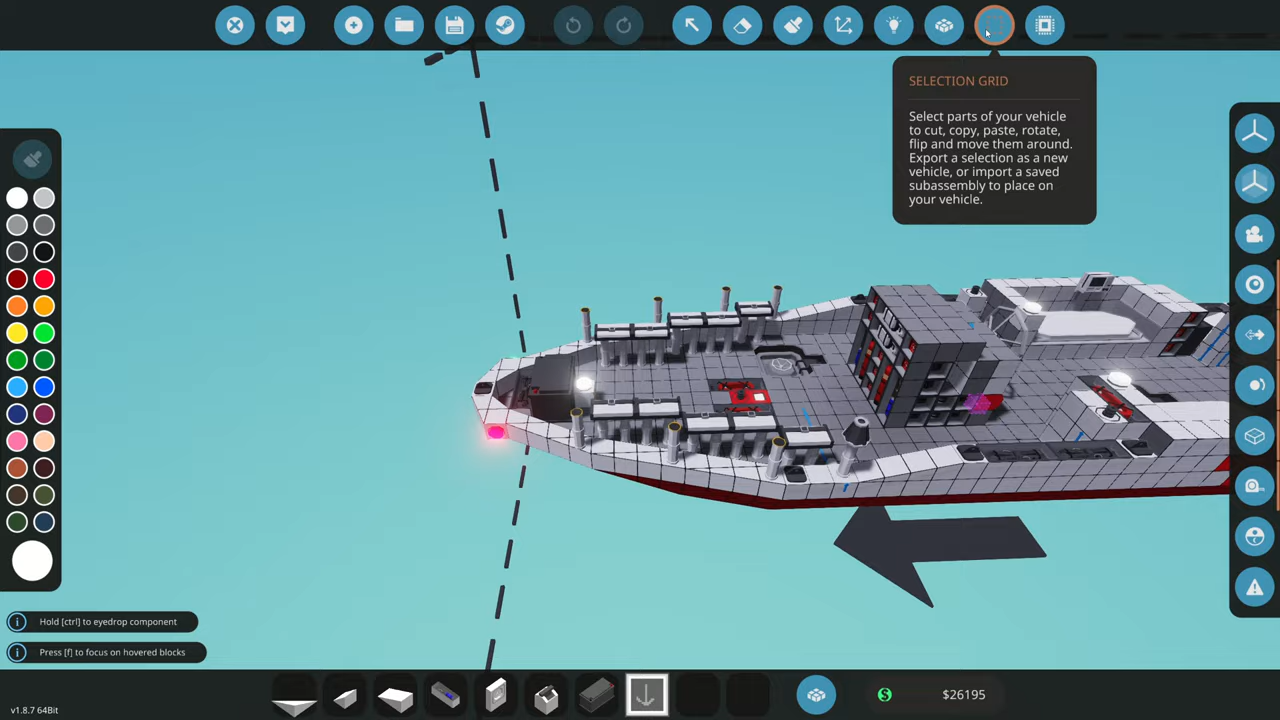 SELECTION GRID
Select parts of your vehicle
to cut, copy, paste, rotate,
flip and move them around.
Export a selection as a new
vehicle, or import a saved
subassembly to place on
your vehicle.
Hold [ctrl] to eyedrop component
Press [f] to focus on hovered blocks
$26195
v1.8.7 64Bit